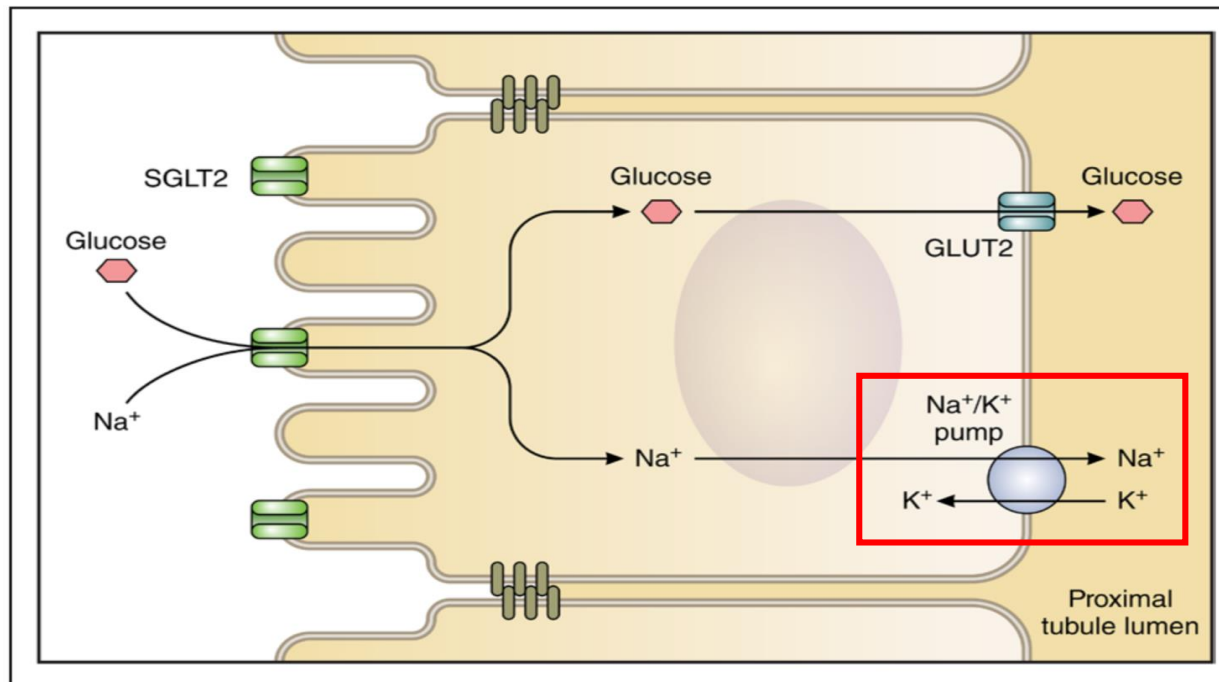 SGLT2
Glucose
Na⁺
Glucose
Glucose
GLUT2
Na⁺/K⁺
pump
Na⁺
Na⁺
K⁺
K⁺
Proximal
tubule lumen